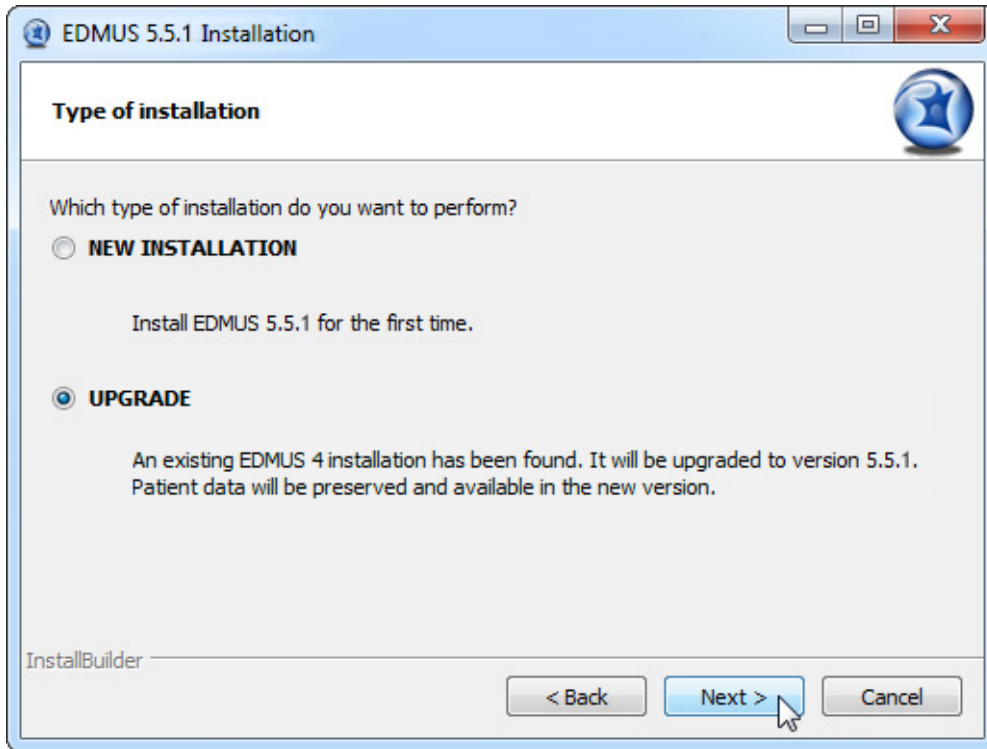 EDMUS 5.5.1 Installation
Type of installation
Which type of installation do you want to perform?
NEW INSTALLATION
Install EDMUS 5.5.1 for the first time.
UPGRADE
An existing EDMUS 4 installation has been found. It will be upgraded to version 5.5.1.
Patient data will be preserved and available in the new version.
InstallBuilder
< Back Next > Cancel